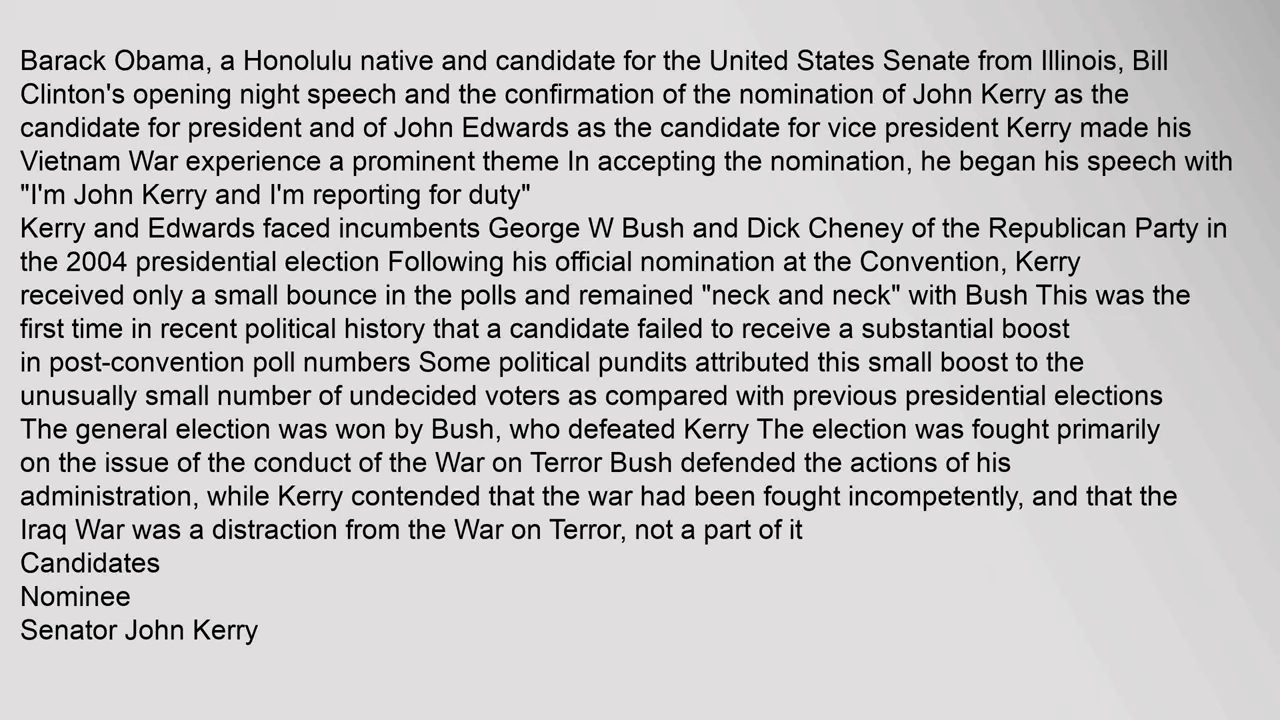 Barack Obama, a Honolulu native and candidate for the United States Senate from Illinois, Bill
Clinton's opening night speech and the confirmation of the nomination of John Kerry as the
candidate for president and of John Edwards as the candidate for vice president Kerry made his
Vietnam War experience a prominent theme In accepting the nomination, he began his speech with
"I'm John Kerry and I'm reporting for duty"
Kerry and Edwards faced incumbents George W Bush and Dick Cheney of the Republican Party in
the 2004 presidential election Following his official nomination at the Convention, Kerry
received only a small bounce in the polls and remained "neck and neck" with Bush This was the
first time in recent political history that a candidate failed to receive a substantial boost
in post-convention poll numbers Some political pundits attributed this small boost to the
unusually small number of undecided voters as compared with previous presidential elections
The general election was won by Bush, who defeated Kerry The election was fought primarily
on the issue of the conduct of the War on Terror Bush defended the actions of his
administration, while Kerry contended that the war had been fought incompetently, and that the
Iraq War was a distraction from the War on Terror, not a part of it
Candidates
Nominee
Senator John Kerry